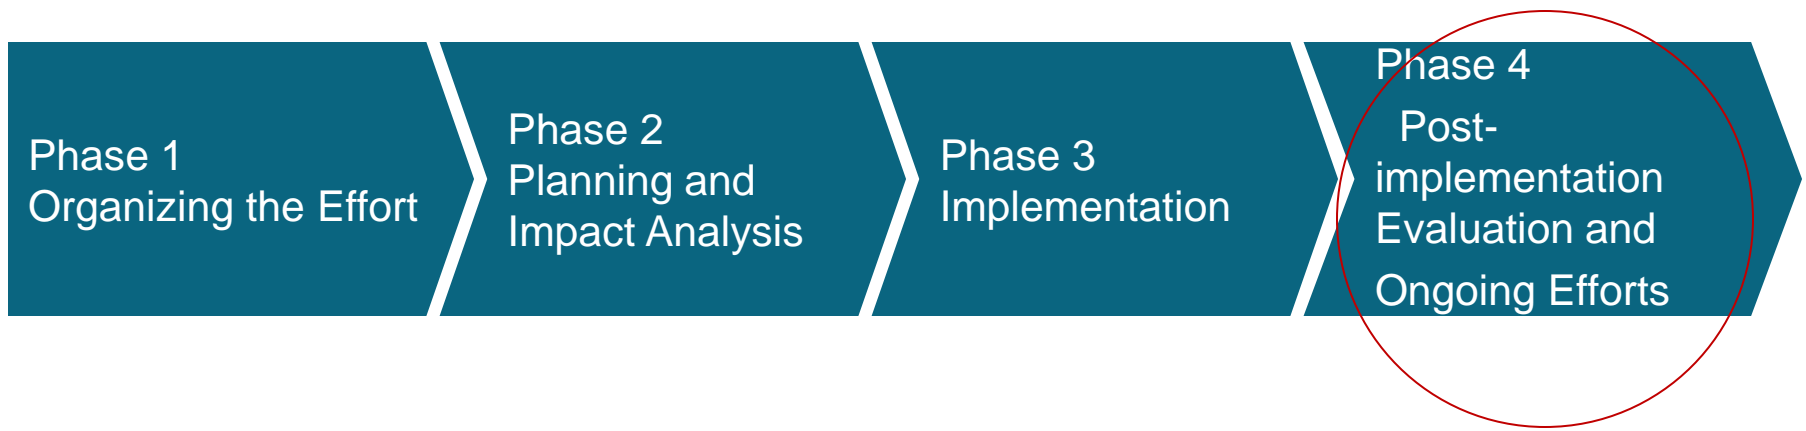 Phase 1
Organizing the Effort
Phase 2
Planning and
Impact Analysis
Phase 3
Implementation
Phase 4
Post-
implementation
Evaluation and
Ongoing Efforts